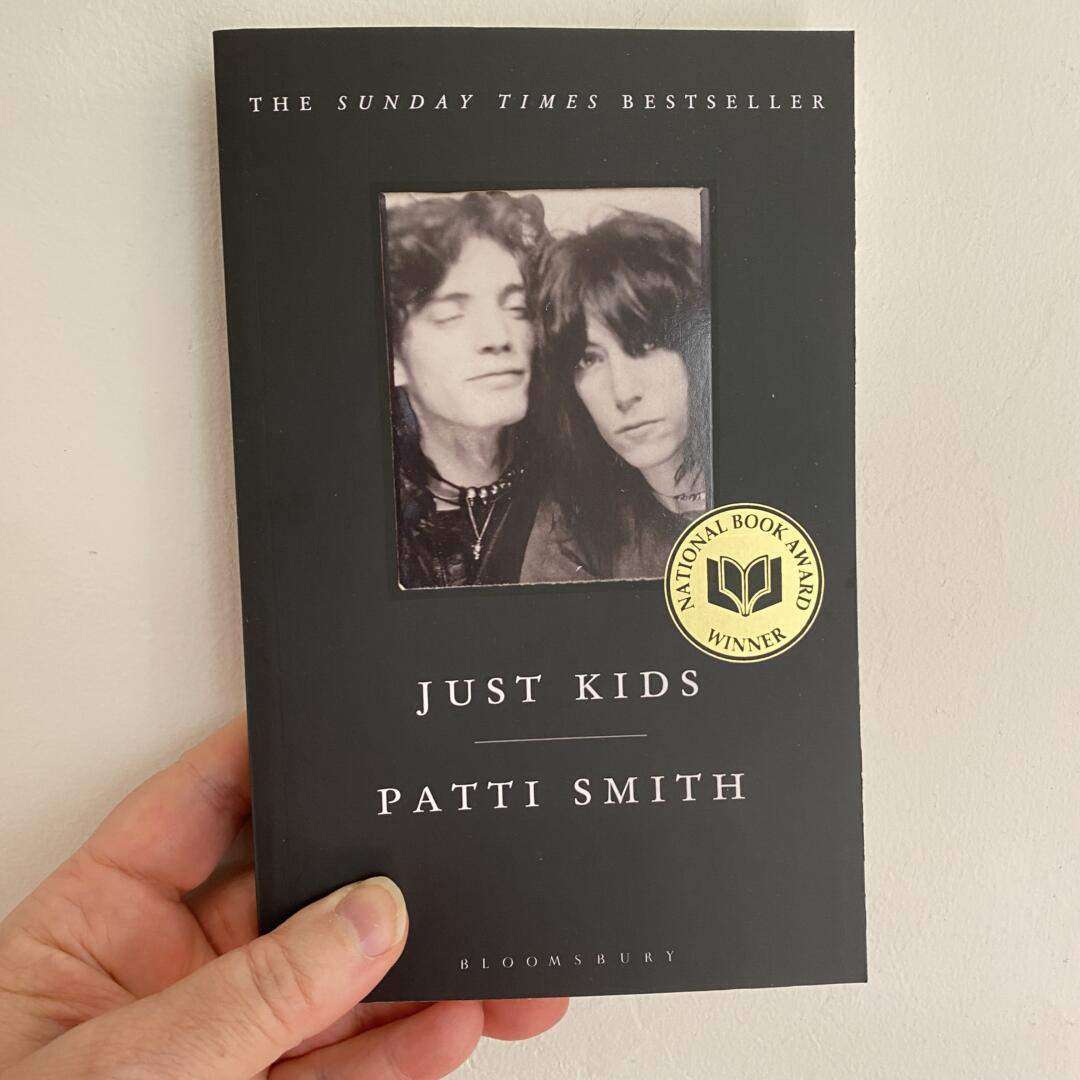 THE SUNDAY TIMES BESTSELLER
NATIONAL BOOK AWARD
WINNER
JUST KIDS
PATTI SMITH
BLOOMSBURY